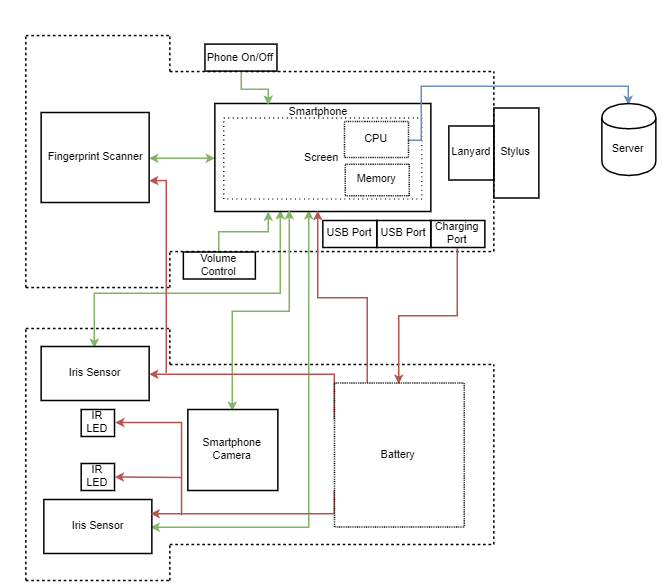 Phone On/Off
Smartphone
CPU
Screen
Memory
Fingerprint Scanner
Lanyard
Stylus
Server
USB Port
USB Port
Charging
Port
Volume
Control
Iris Sensor
IR
LED
Smartphone
Camera
Battery
IR
LED
Iris Sensor